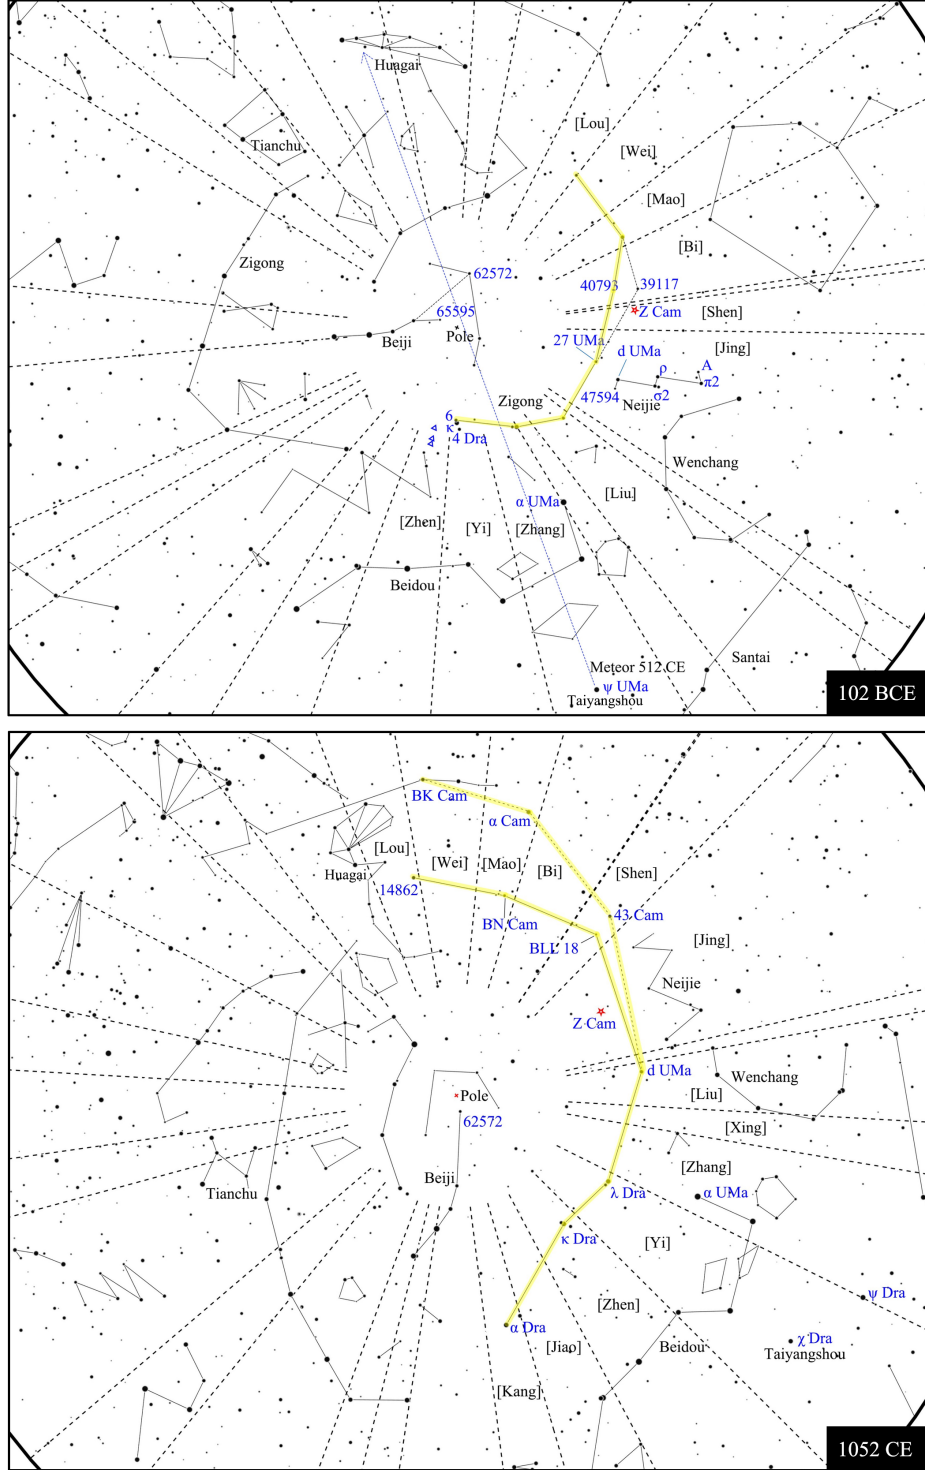 Huagai
[Lou]
Tianchu
[Wei]
[Mao]
Zigong
[Bi]
62572
40793
39117
65595
Z Cam
[Shen]
Pole
Beiji
27 UMa
d UMa
[Jing]
ρ
A
π2
47594
σ2
Neijie
Zigong
6
κ
4 Dra
Wenchang
α UMa
[Liu]
[Zhen]
[Yi]
[Zhang]
Beidou
Santai
Meteor 512 CE
ψ UMa
Taiyangshou
102 BCE
BK Cam
α Cam
[Lou]
[Wei]
[Mao]
[Bi]
[Shen]
Huagai
14862
43 Cam
BN Cam
BLL 18
[Jing]
Neijie
Z Cam
d UMa
Wenchang
Pole
[Liu]
62572
[Xing]
[Zhang]
Beiji
Tianchu
λ Dra
α UMa
κ Dra
[Yi]
ψ Dra
[Zhen]
α Dra
χ Dra
[Jiao]
Beidou
Taiyangshou
[Kang]
1052 CE